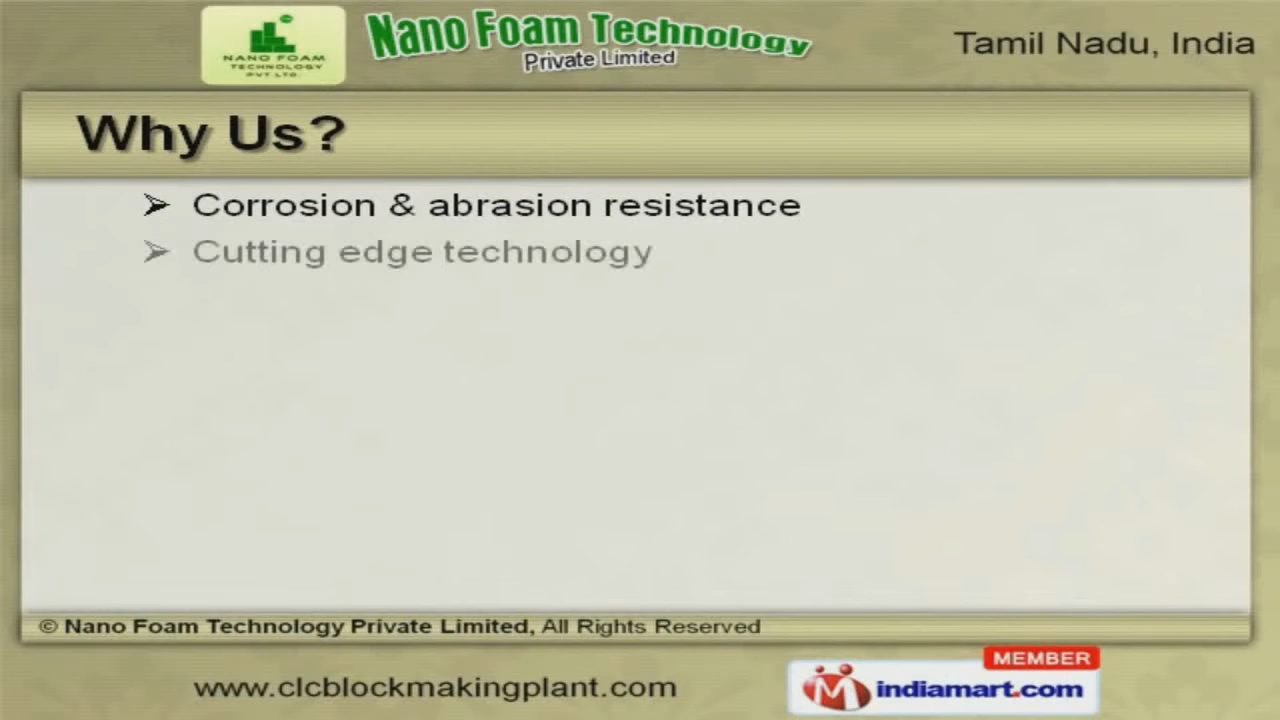 NANO FOAM
TECHNOLOGY
PVT.LTD.
Nano Foam Technology
Private Limited
Tamil Nadu, India
Why Us?
➢ Corrosion & abrasion resistance
➢ Cutting edge technology
© Nano Foam Technology Private Limited, All Rights Reserved
www.clcblockmakingplant.com
MEMBER
indiamart.com